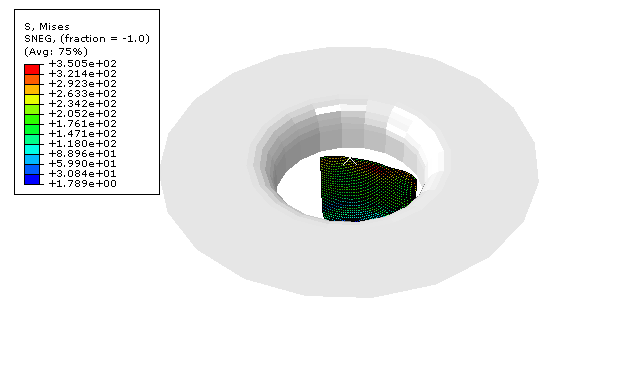 S, Mises
SNEG, (fraction = -1.0)
(Avg: 75%)
+3.505e+02
+3.214e+02
+2.923e+02
+2.633e+02
+2.342e+02
+2.052e+02
+1.761e+02
+1.471e+02
+1.180e+02
+8.896e+01
+5.990e+01
+3.084e+01
+1.789e+00